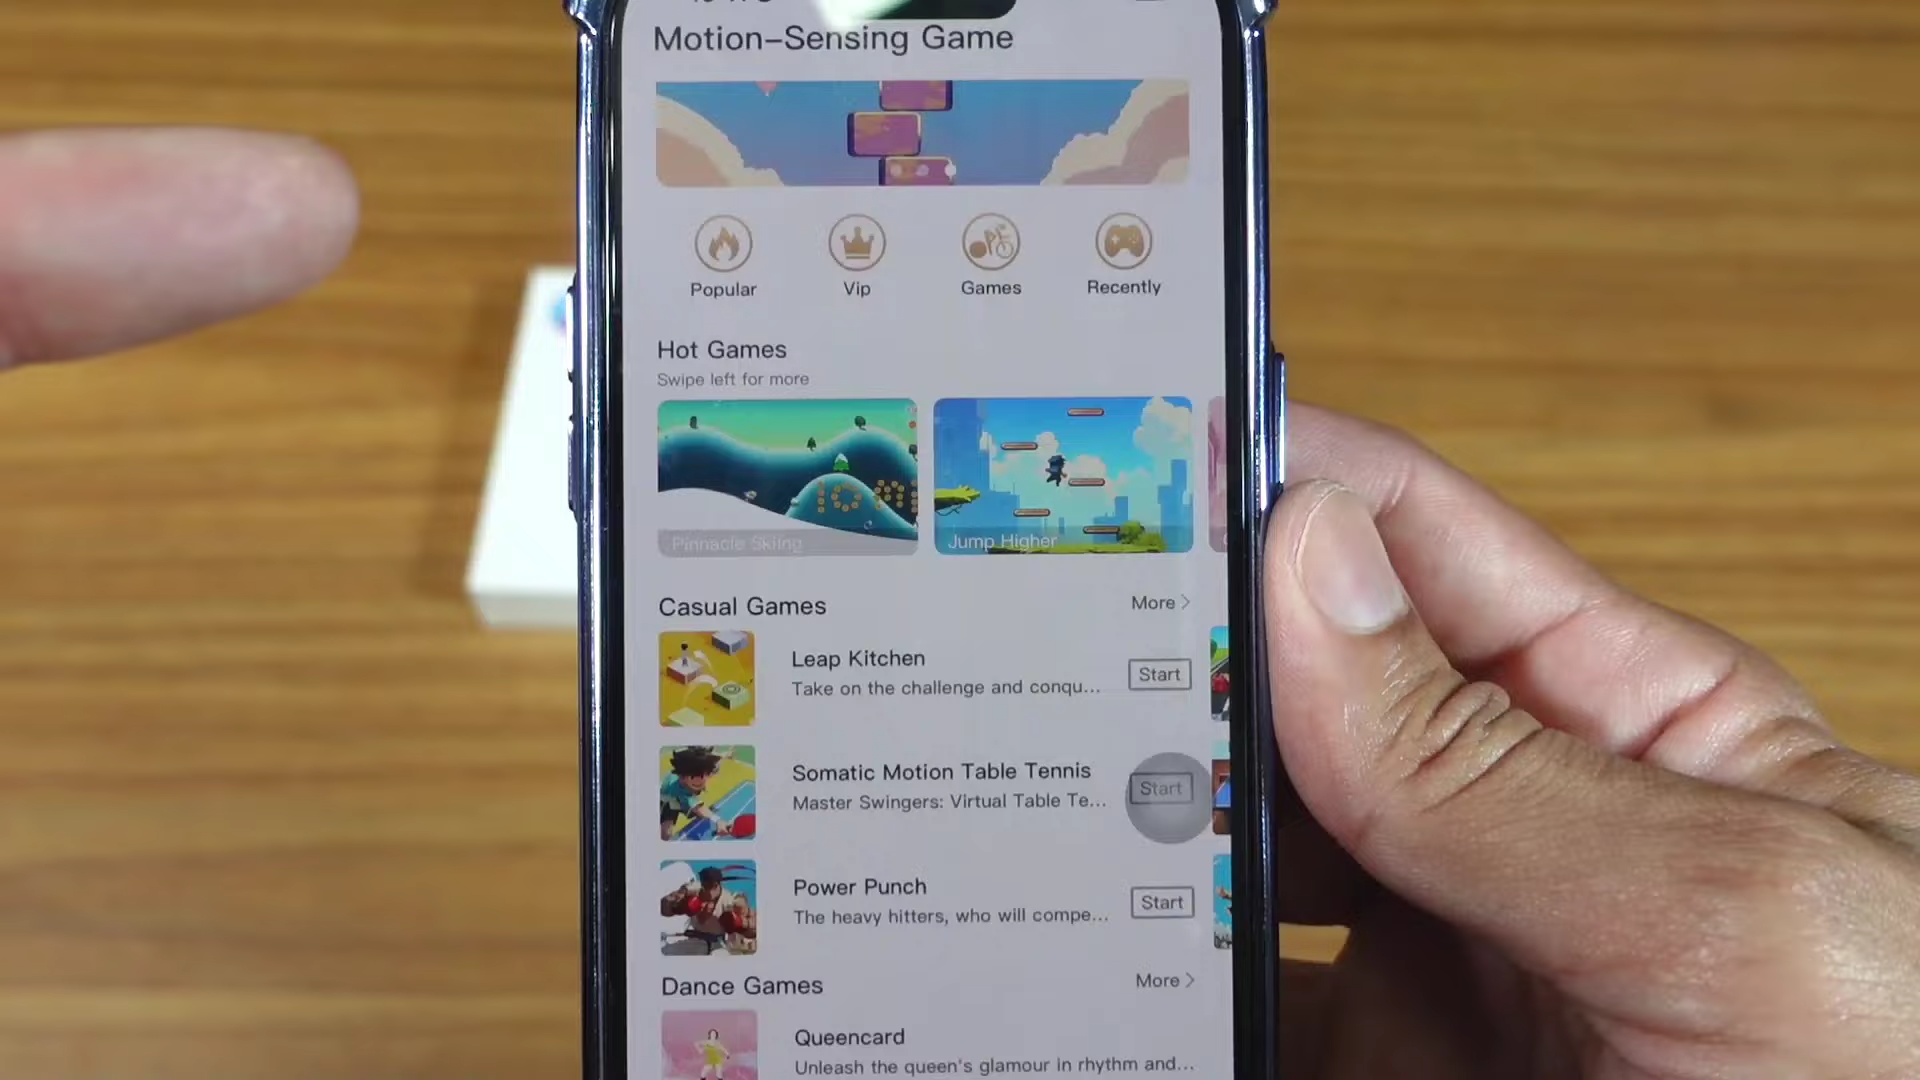 Motion-Sensing Game
Popular
Vip
Games
Recently
Hot Games
Swipe left for more
Pinnacle Skiing
Jump Higher
Casual Games
More >
Leap Kitchen
Take on the challenge and conqu...
Start
Somatic Motion Table Tennis
Master Swingers: Virtual Table Te...
Start
Power Punch
The heavy hitters, who will compe...
Start
Dance Games
More >
Queencard
Unleash the queen's glamour in rhythm and...